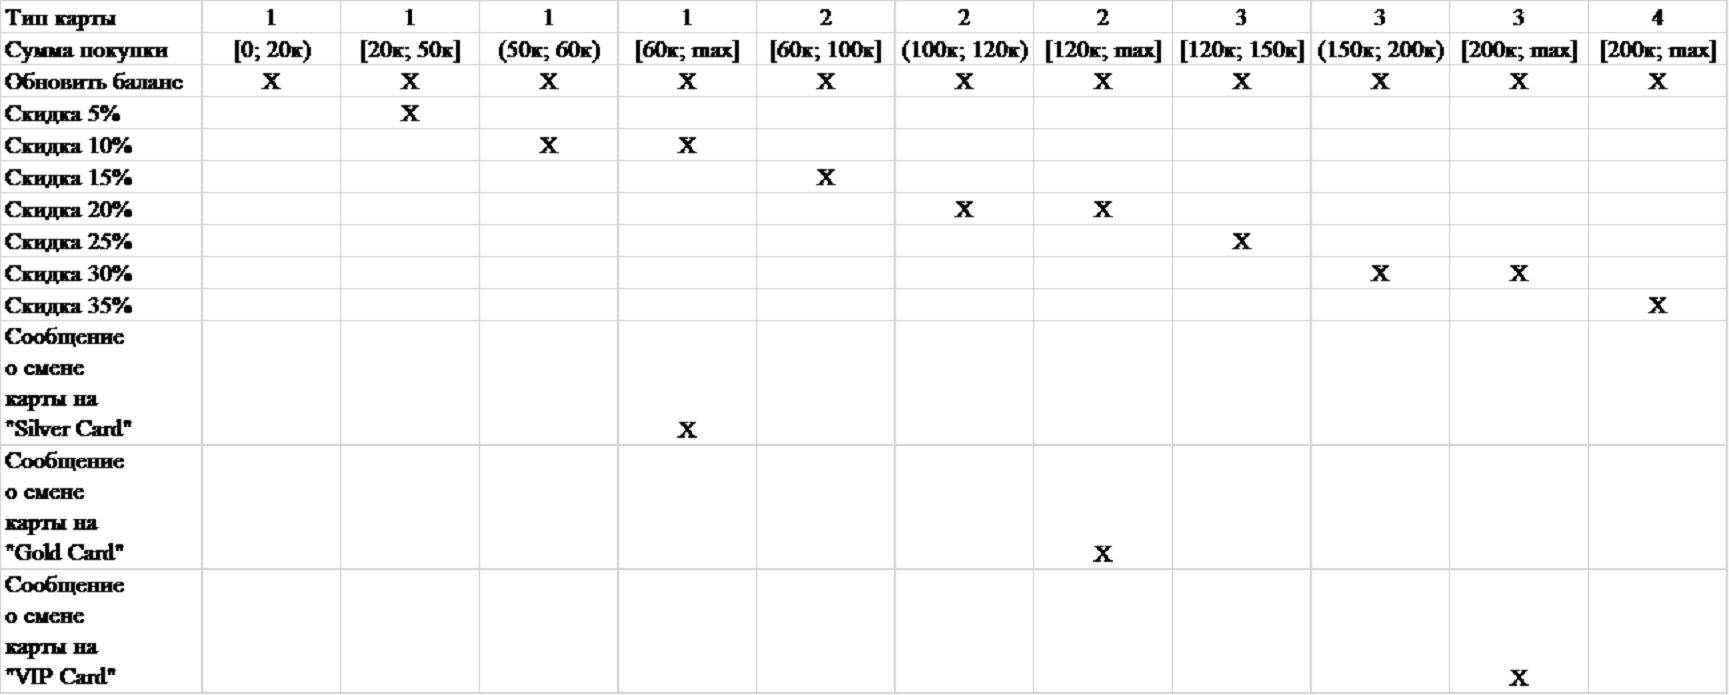 Тип карты 1 1 1 1 2 2 2 3 3 3 4
Сумма покупки [0; 20к) [20к; 50к] (50к; 60к) [60к; max] [60к; 100к] (100к; 120к) [120к; max] [120к; 150к] (150к; 200к) [200к; max] [200к; max]
Обновить баланс X X X X X X X X X X X
Скидка 5% X
Скидка 10% X X
Скидка 15% X
Скидка 20% X X
Скидка 25% X
Скидка 30% X X
Скидка 35% X
Сообщение
о смене
карты на
"Silver Card" X
Сообщение
о смене
карты на
"Gold Card" X
Сообщение
о смене
карты на
"VIP Card" X